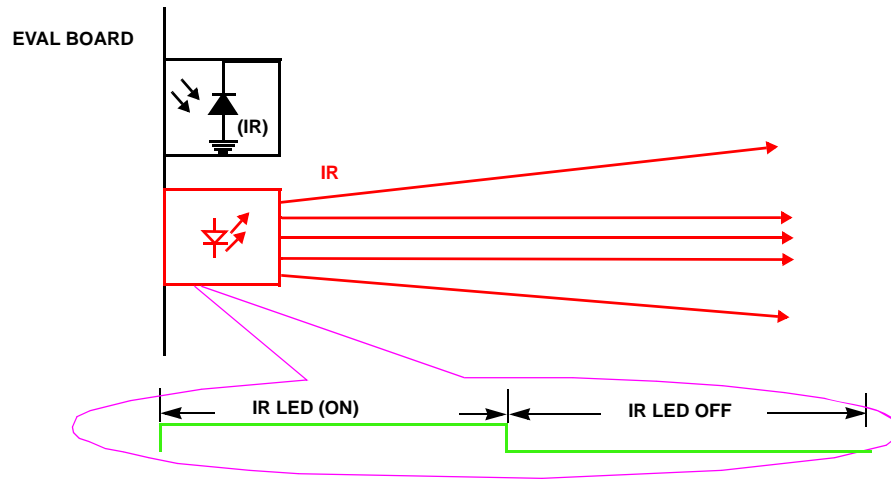 EVAL BOARD
(IR)
IR
IR LED (ON)
IR LED OFF